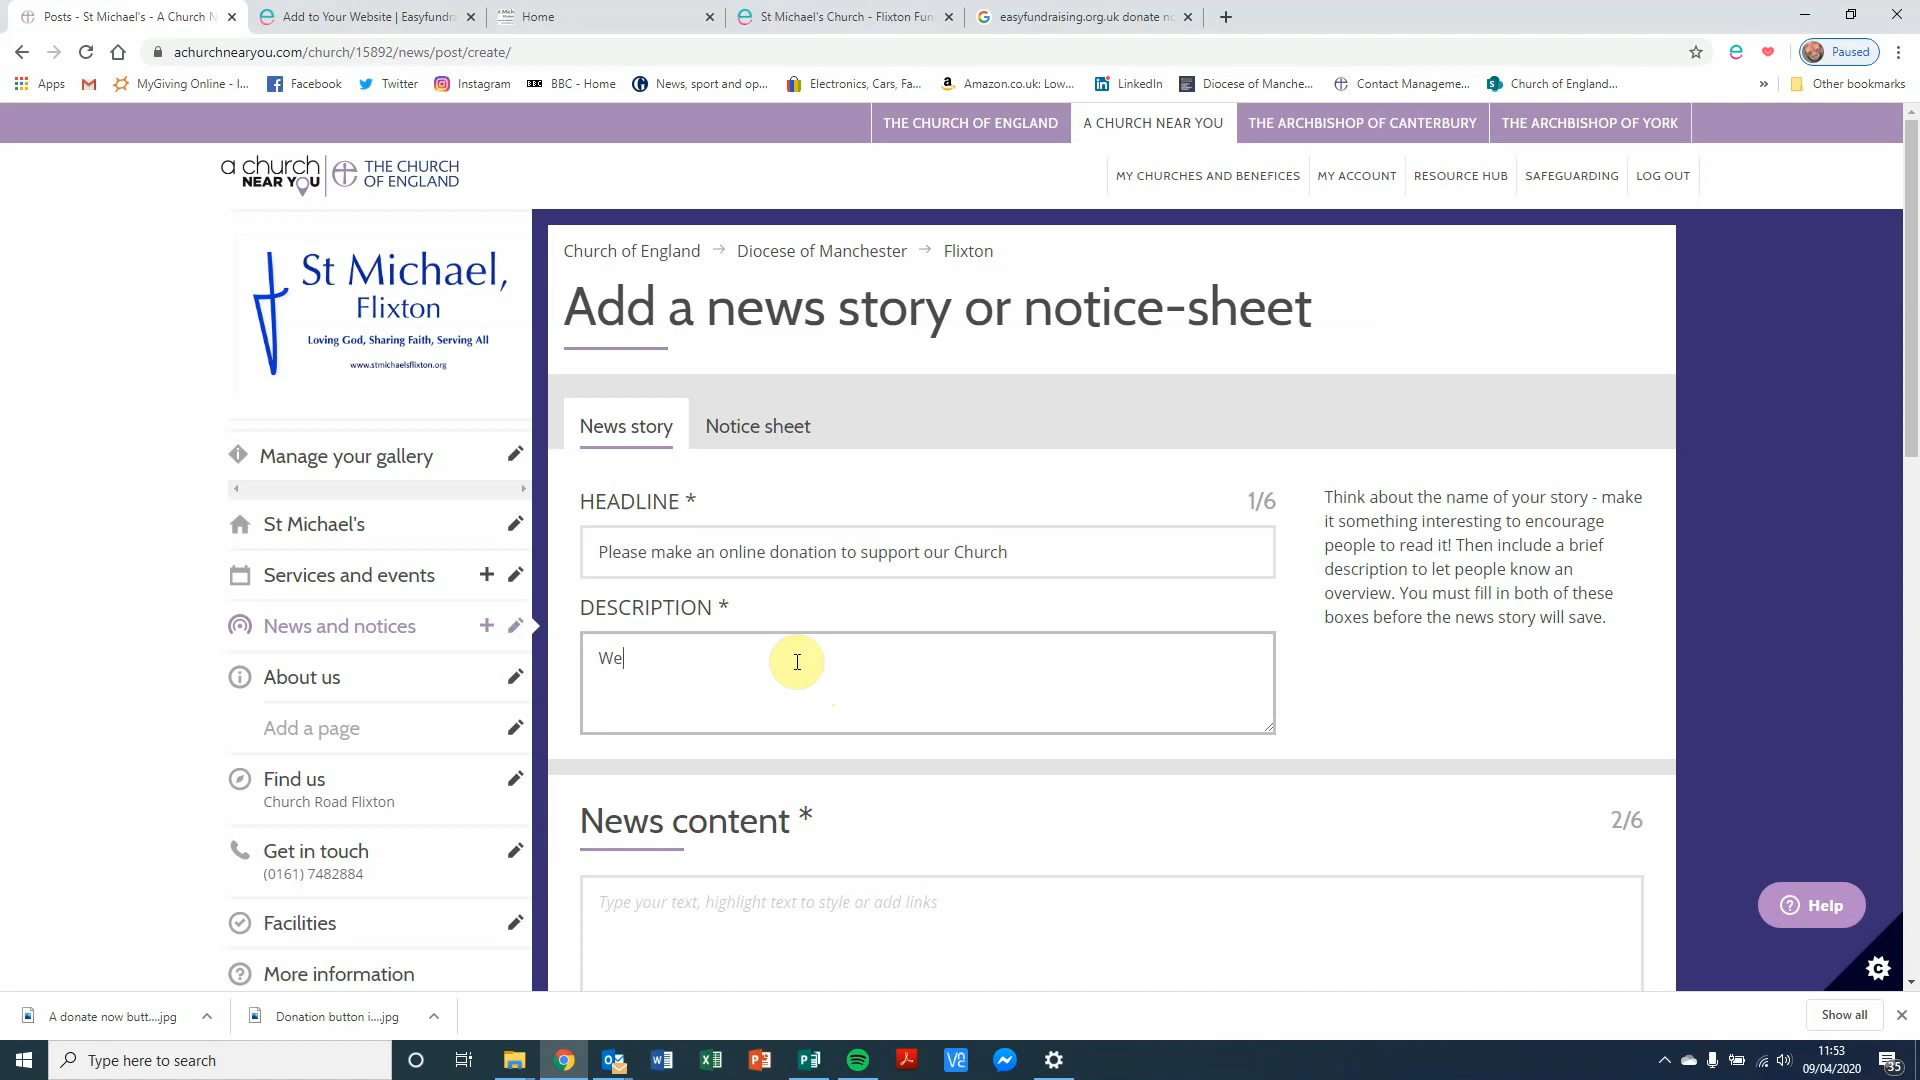 Posts - St Michael's - A Church N
Add to Your Website | Easyfundra
Home
St Michael's Church - Flixton Fun
easyfundraising.org.uk donate no
achurchnearyou.com/church/15892/news/post/create/
Paused
Apps
MyGiving Online - I...
Facebook
Twitter
Instagram
BBC - Home
News, sport and op...
Electronics, Cars, Fa...
Amazon.co.uk: Low...
LinkedIn
Diocese of Manche...
Contact Manageme...
Church of England...
Other bookmarks
THE CHURCH OF ENGLAND
A CHURCH NEAR YOU
THE ARCHBISHOP OF CANTERBURY
THE ARCHBISHOP OF YORK
a church
NEAR YOU
THE CHURCH
OF ENGLAND
MY CHURCHES AND BENEFICES
MY ACCOUNT
RESOURCE HUB
SAFEGUARDING
LOG OUT
St Michael,
Flixton
Loving God, Sharing Faith, Serving All
www.stmichaelsflixton.org
Manage your gallery
St Michael's
Services and events
News and notices
About us
Add a page
Find us
Church Road Flixton
Get in touch
(0161) 7482884
Facilities
More information
Church of England → Diocese of Manchester → Flixton
Add a news story or notice-sheet
News story
Notice sheet
HEADLINE *
1/6
Please make an online donation to support our Church
DESCRIPTION *
We
Think about the name of your story - make
it something interesting to encourage
people to read it! Then include a brief
description to let people know an
overview. You must fill in both of these
boxes before the news story will save.
News content *
2/6
Type your text, highlight text to style or add links
Help
A donate now butt....jpg
Donation button i....jpg
Show all
Type here to search
11:53
09/04/2020
35